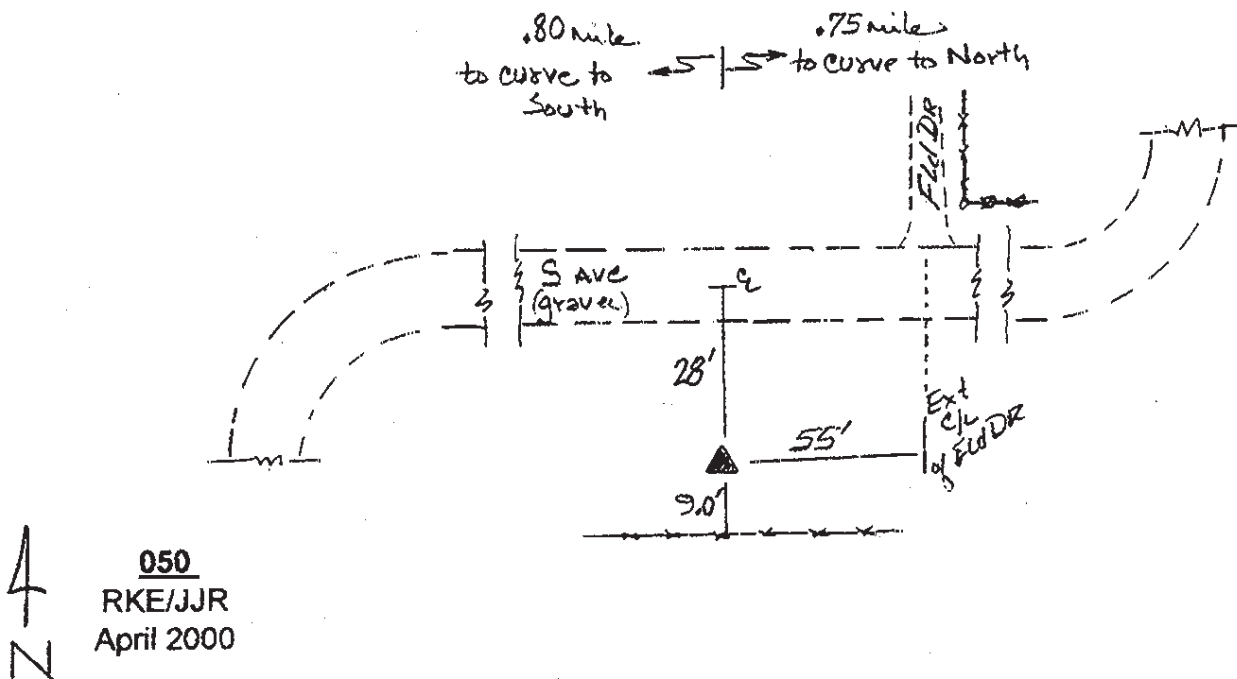 .80 mile
to curve to
South
.75 mile
to curve to North
Fld DR
S AVE
(gravel)
℄
28'
55'
Ext
c/L
of Fld DR
9.0'
N
050
RKE/JJR
April 2000